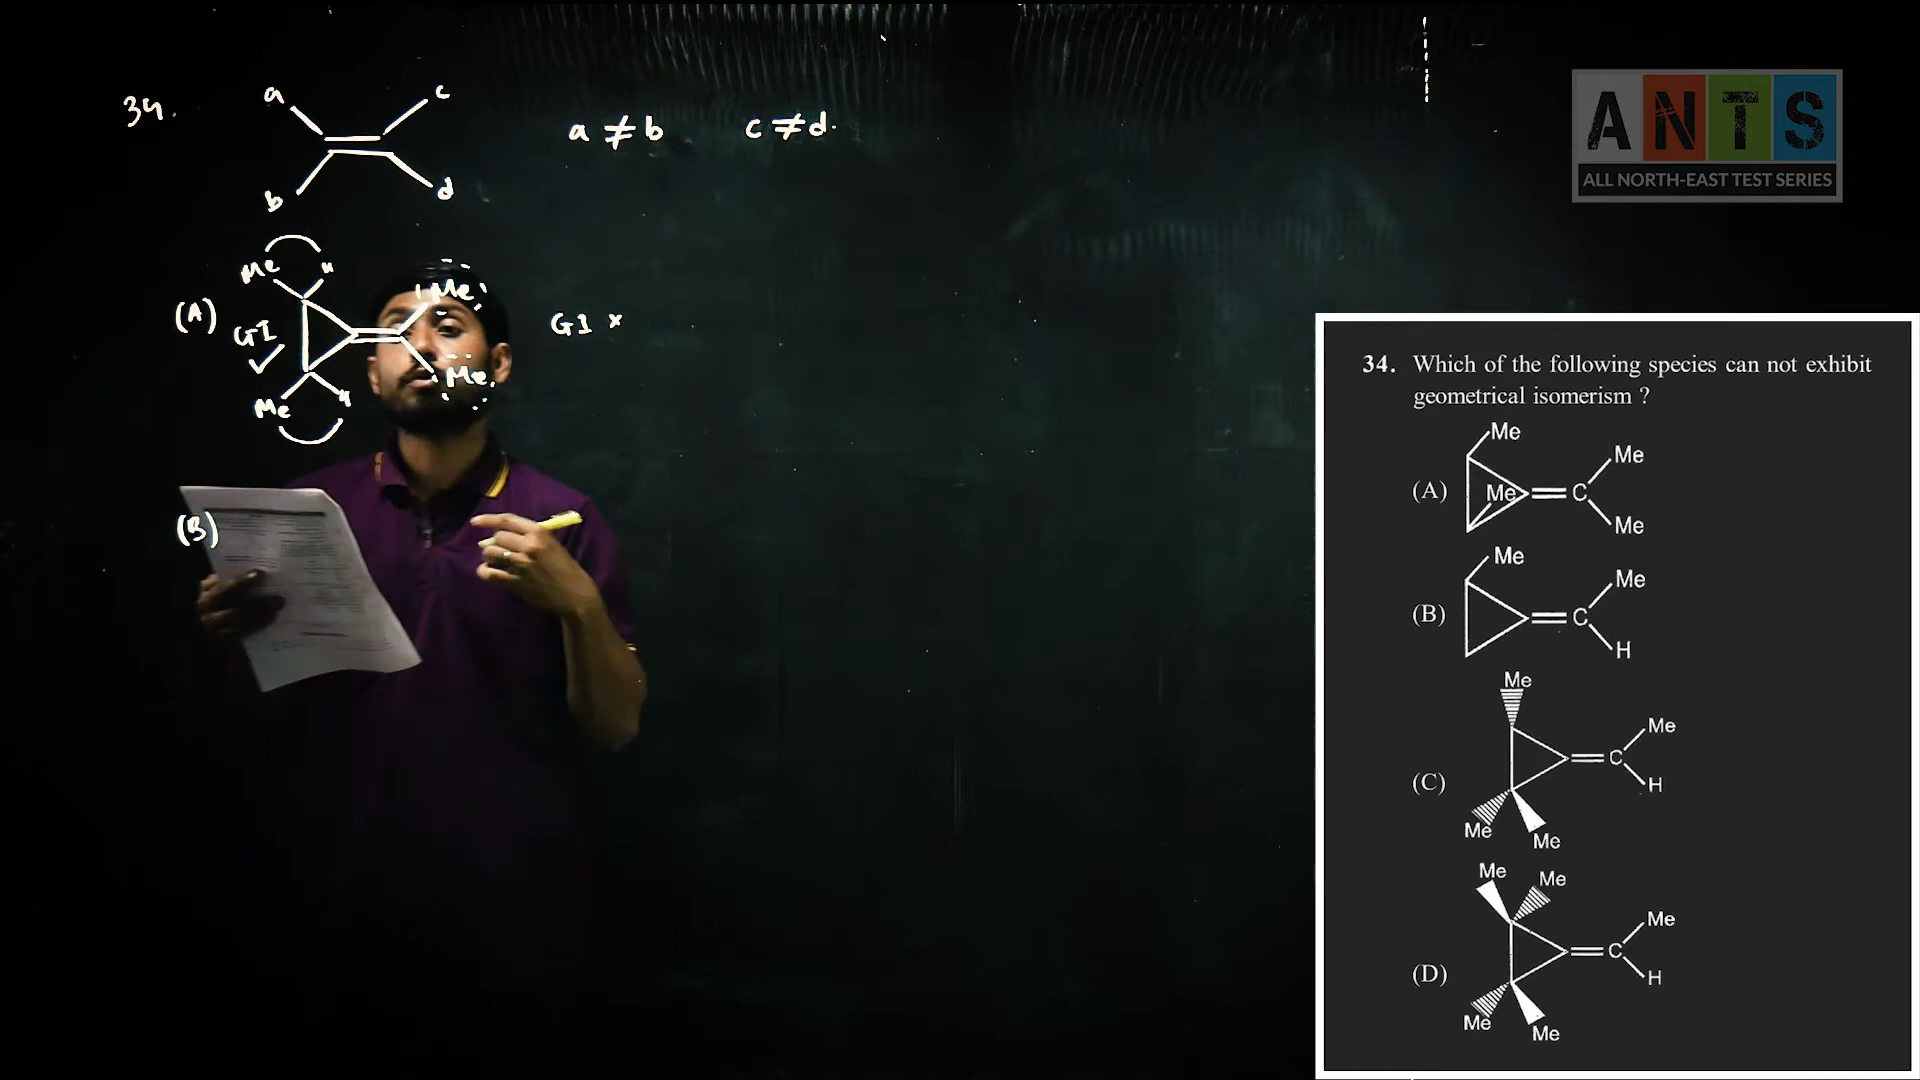 34.
a c
a ≠ b c ≠ d.
b d
Me H
(A) GI ✓ Me
GI ×
Me
Me H
(B)
ANTS
ALL NORTH-EAST TEST SERIES
34. Which of the following species can not exhibit
geometrical isomerism ?
Me
Me
(A) Me = C
Me
Me
Me
(B) = C
H
Me
Me
(C) = C
H
Me
Me
Me
Me
Me
(D) = C
H
Me
Me